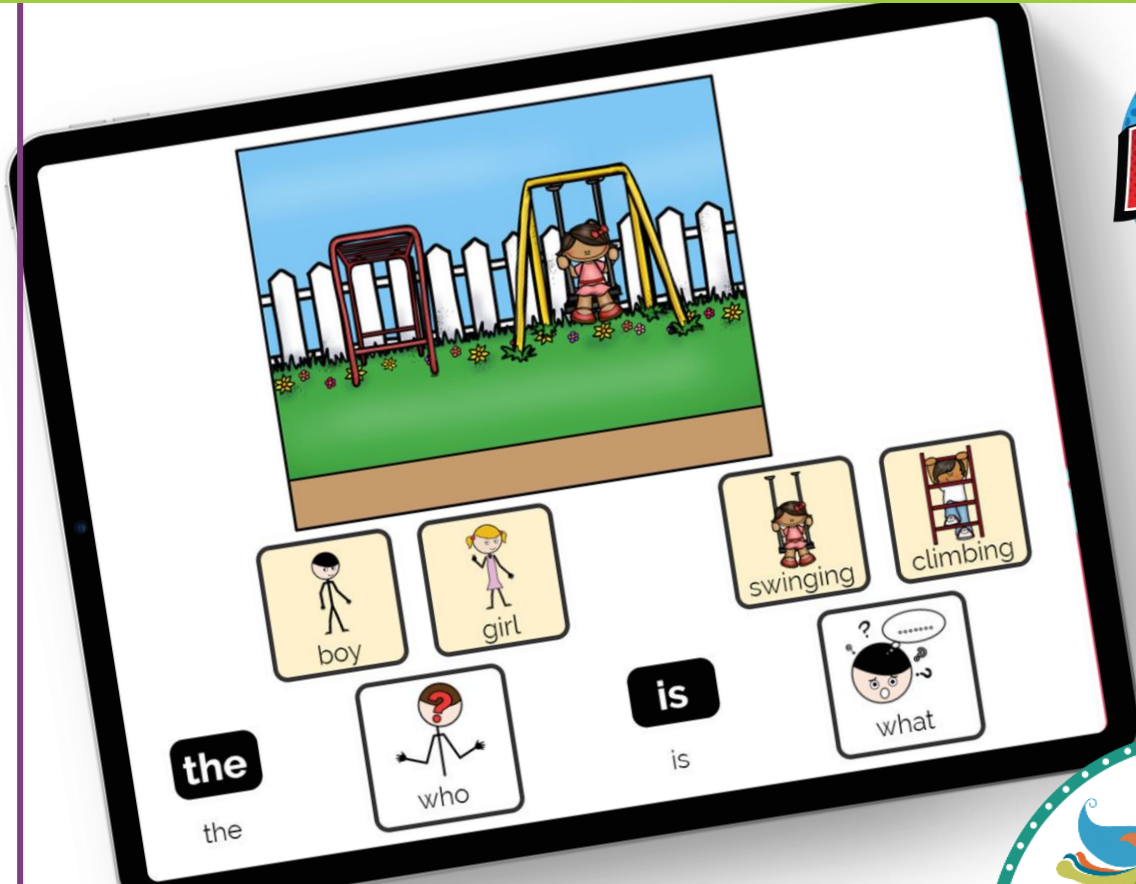 boy
girl
swinging
climbing
the
who
is
what
the
is